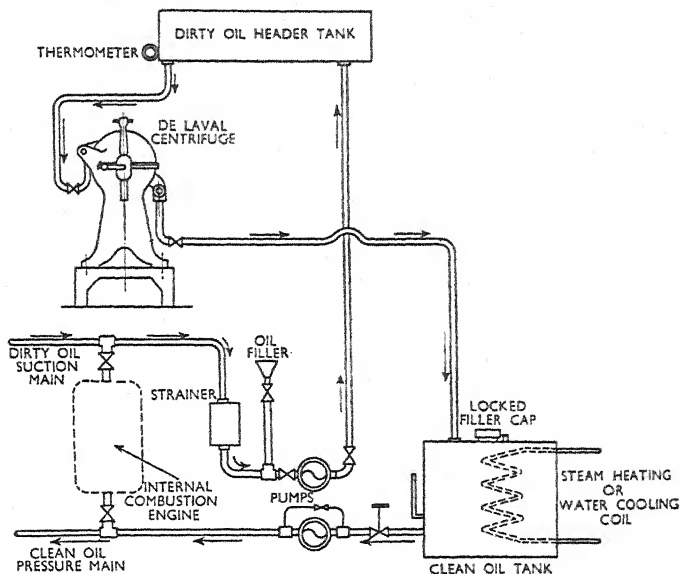 DIRTY OIL HEADER TANK
THERMOMETER
DE LAVAL
CENTRIFUGE
DIRTY OIL
SUCTION
MAIN
OIL
FILLER
STRAINER
LOCKED
FILLER CAP
INTERNAL
COMBUSTION
ENGINE
PUMPS
STEAM HEATING
OR
WATER COOLING
COIL
CLEAN OIL
PRESSURE MAIN
CLEAN OIL TANK